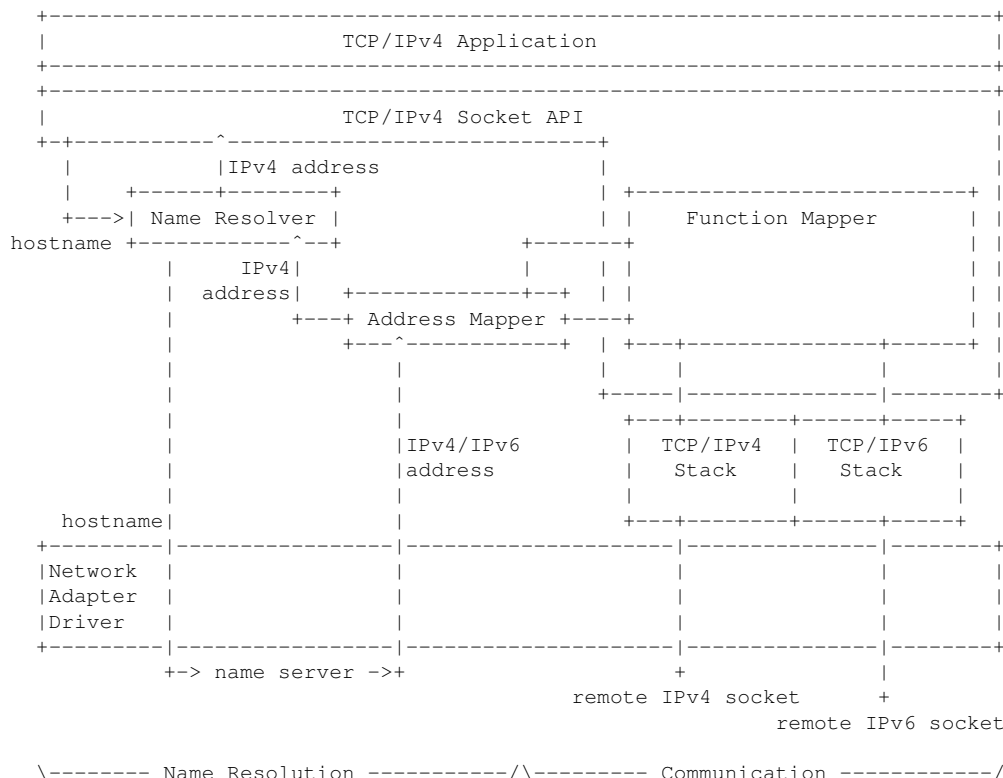 TCP/IPv4 Application
TCP/IPv4 Socket API
IPv4 address
Name Resolver
Function Mapper
hostname
IPv4
address
Address Mapper
IPv4/IPv6
address
TCP/IPv4
Stack
TCP/IPv6
Stack
hostname
Network
Adapter
Driver
name server
remote IPv4 socket
remote IPv6 socket
Name Resolution
Communication